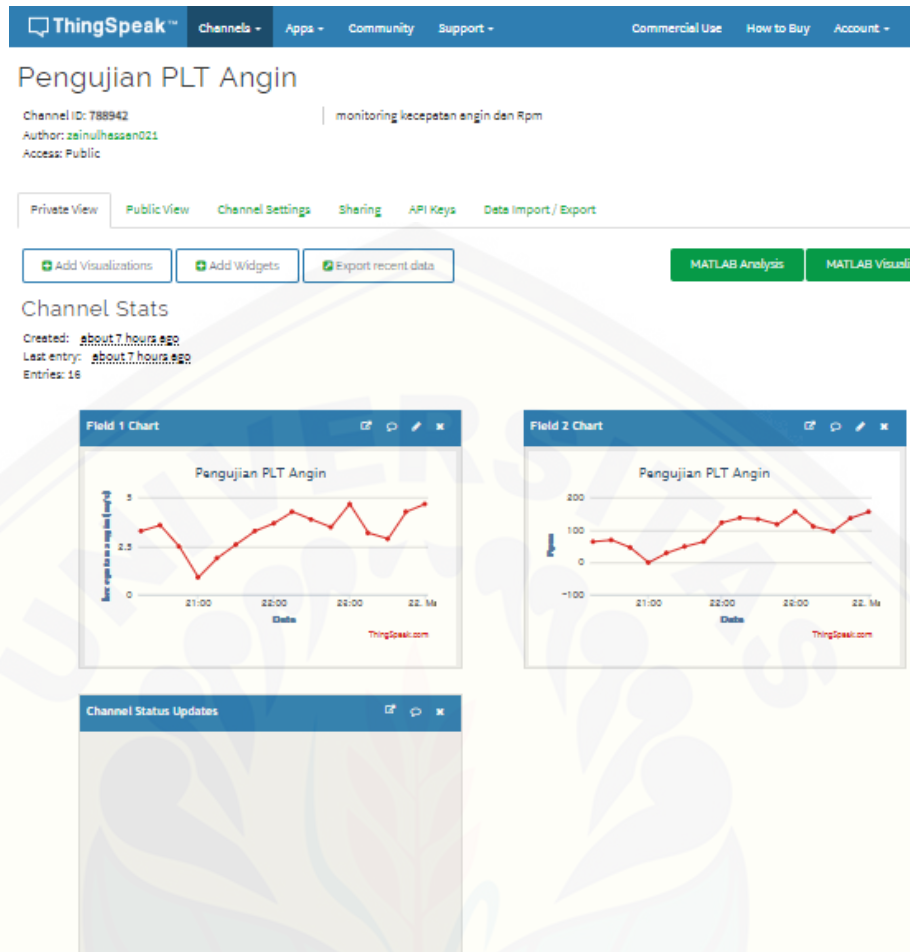 ThingSpeak™ Channels Apps Community Support Commercial Use How to Buy Account
Pengujian PLT Angin
Channel ID: 788942
Author: zainulhassan021
Access: Public
monitoring kecepatan angin dan Rpm
Private View Public View Channel Settings Sharing API Keys Data Import / Export
Add Visualizations Add Widgets Export recent data MATLAB Analysis MATLAB Visuali
Channel Stats
Created: about 7 hours ago
Last entry: about 7 hours ago
Entries: 16
Field 1 Chart
Pengujian PLT Angin
kecepatan angin (m/s)
5
2.5
0
21:00 22:00 23:00 22. Ma
Date
ThingSpeak.com
Field 2 Chart
Pengujian PLT Angin
Rpm
200
100
0
-100
21:00 22:00 23:00 22. Ma
Date
ThingSpeak.com
Channel Status Updates
UNIVERSITAS